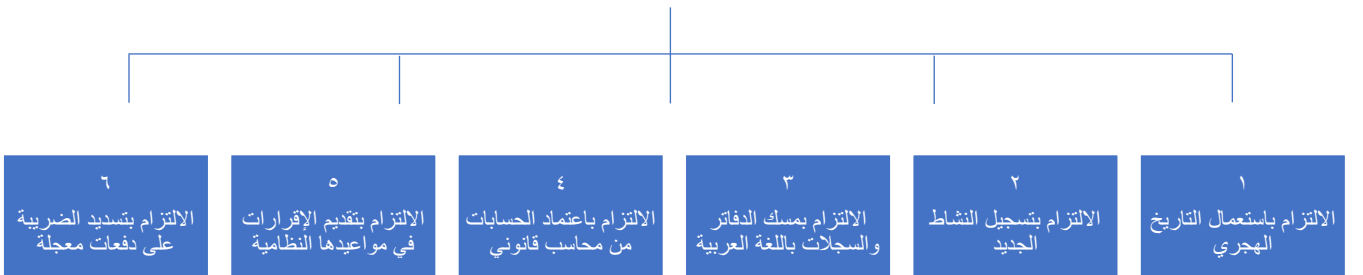 ١
الالتزام باستعمال التاريخ
الهجري
٢
الالتزام بتسجيل النشاط
الجديد
٣
الالتزام بمسك الدفاتر
والسجلات باللغة العربية
٤
الالتزام باعتماد الحسابات
من محاسب قانوني
٥
الالتزام بتقديم الإقرارات
في مواعيدها النظامية
٦
الالتزام بتسديد الضريبة
على دفعات معجلة